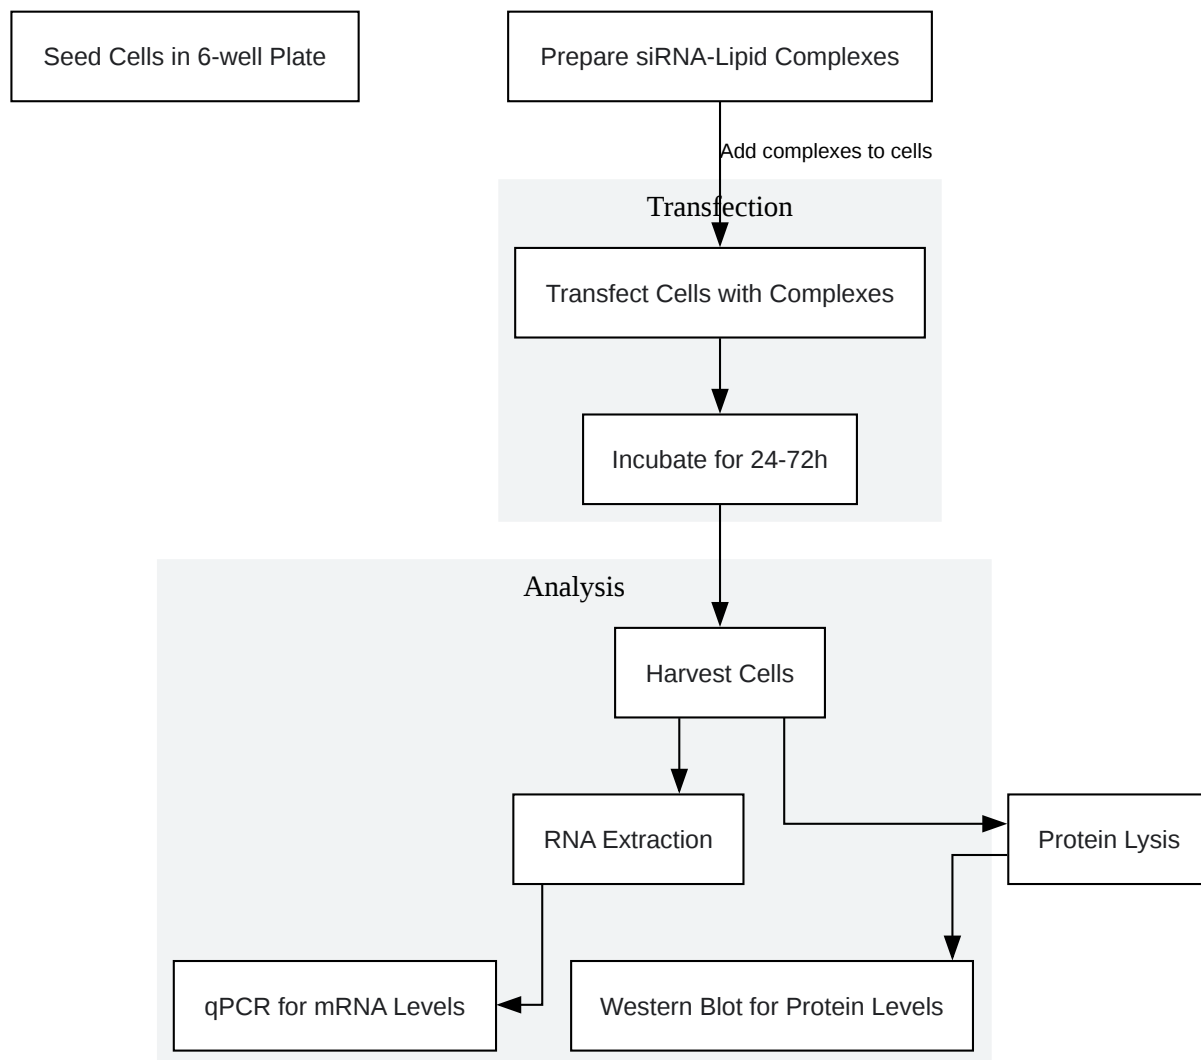 Seed Cells in 6-well Plate
Prepare siRNA-Lipid Complexes
Add complexes to cells
Transfection
Transfect Cells with Complexes
Incubate for 24-72h
Analysis
Harvest Cells
RNA Extraction
Protein Lysis
qPCR for mRNA Levels
Western Blot for Protein Levels